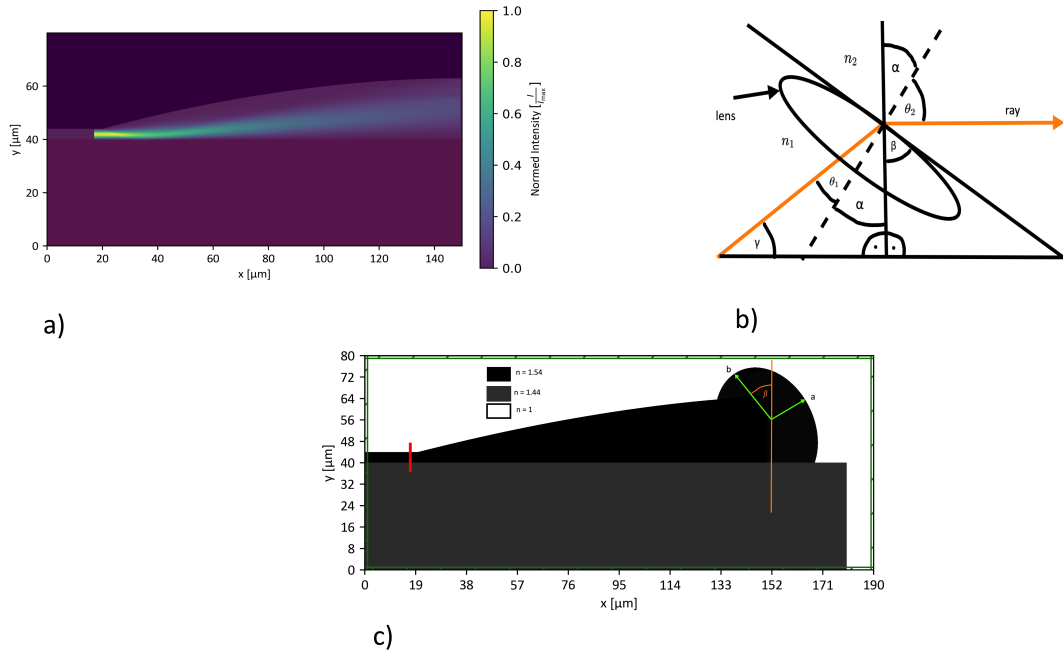 1.0
0.8
0.6
0.4
0.2
0.0
Normed Intensity [I/Imax]
60
40
20
0
y [μm]
0 20 40 60 80 100 120 140
x [μm]
a)
n₂
α
θ₂
ray
lens
n₁
β
θ₁
α
γ
b)
80
72
64
56
48
40
32
24
16
8
0
y [μm]
n = 1.54
n = 1.44
n = 1
b
β
a
0 19 38 57 76 95 114 133 152 171 190
x [μm]
c)